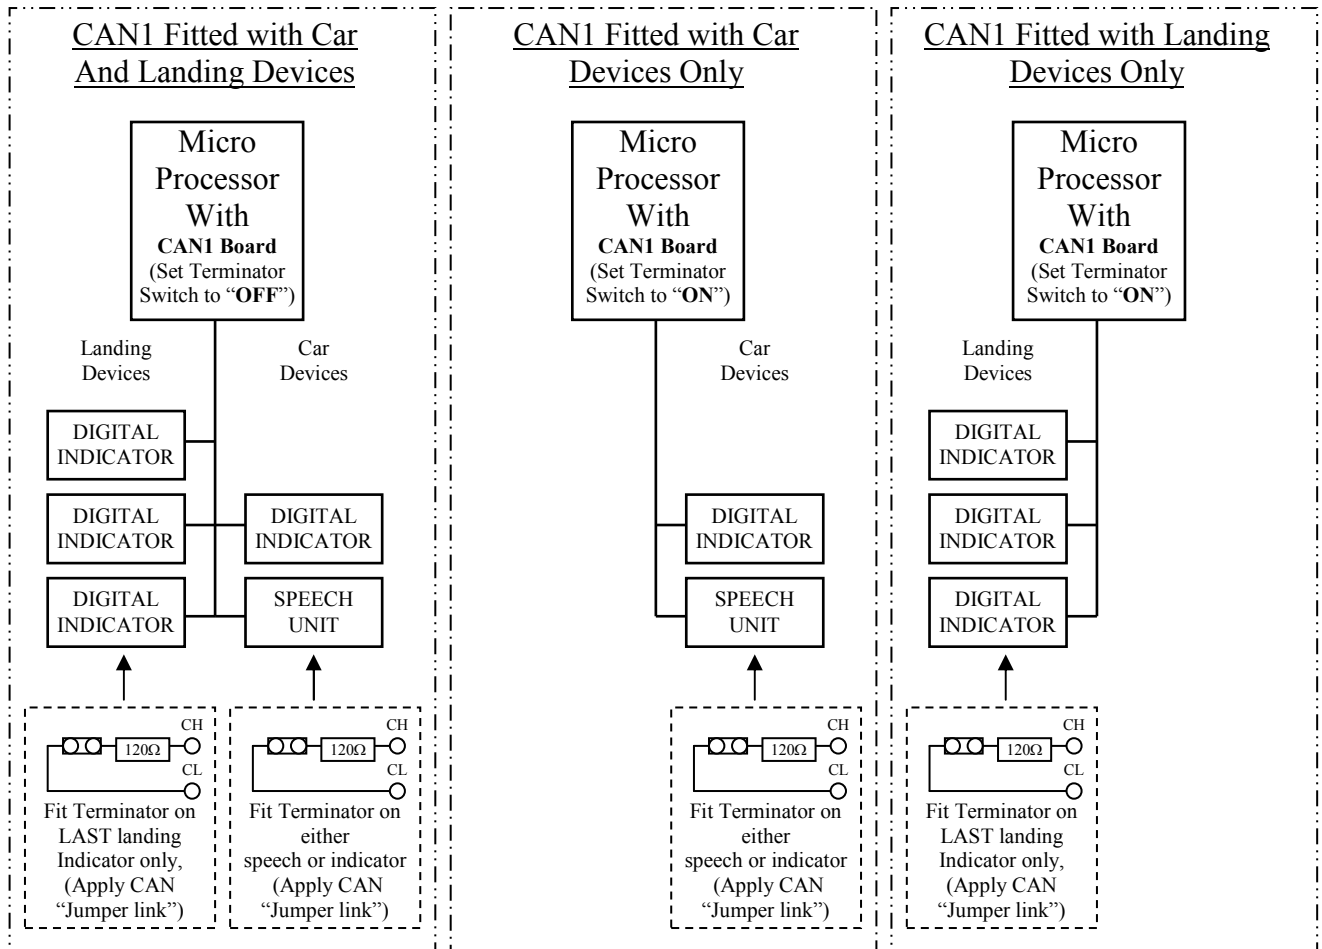 CAN1 Fitted with Car
And Landing Devices
Micro
Processor
With
CAN1 Board
(Set Terminator
Switch to “OFF”)
Landing
Devices
Car
Devices
DIGITAL
INDICATOR
DIGITAL
INDICATOR
DIGITAL
INDICATOR
DIGITAL
INDICATOR
SPEECH
UNIT
CH
120Ω
CL
Fit Terminator on
LAST landing
Indicator only,
(Apply CAN
“Jumper link”)
CH
120Ω
CL
Fit Terminator on
either
speech or indicator
(Apply CAN
“Jumper link”)
CAN1 Fitted with Car
Devices Only
Micro
Processor
With
CAN1 Board
(Set Terminator
Switch to “ON”)
Car
Devices
DIGITAL
INDICATOR
SPEECH
UNIT
CH
120Ω
CL
Fit Terminator on
either
speech or indicator
(Apply CAN
“Jumper link”)
CAN1 Fitted with Landing
Devices Only
Micro
Processor
With
CAN1 Board
(Set Terminator
Switch to “ON”)
Landing
Devices
DIGITAL
INDICATOR
DIGITAL
INDICATOR
DIGITAL
INDICATOR
CH
120Ω
CL
Fit Terminator on
LAST landing
Indicator only,
(Apply CAN
“Jumper link”)